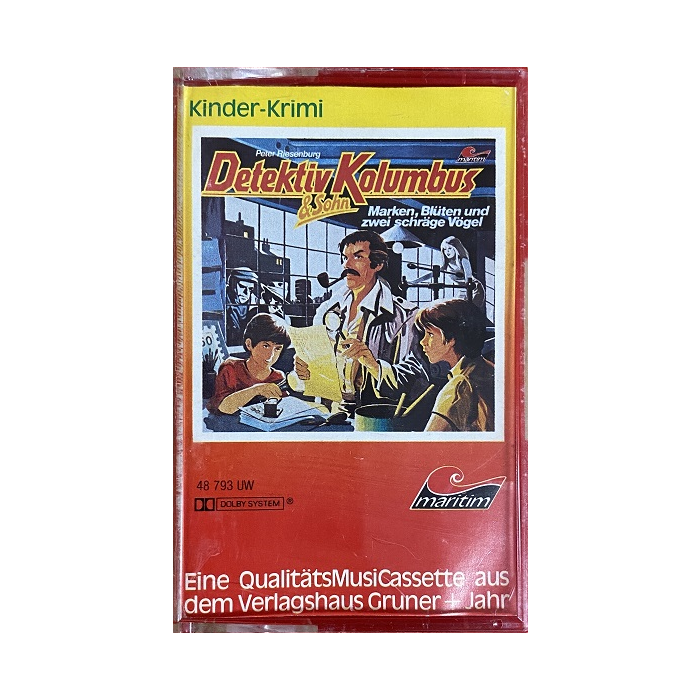 Kinder-Krimi
Peter Riesenburg
maritim
Detektiv Kolumbus
& Sohn
Marken, Blüten und
zwei schräge Vögel
50
48 793 UW
DOLBY SYSTEM ®
maritim
Eine QualitätsMusiCassette aus
dem Verlagshaus Gruner + Jahr